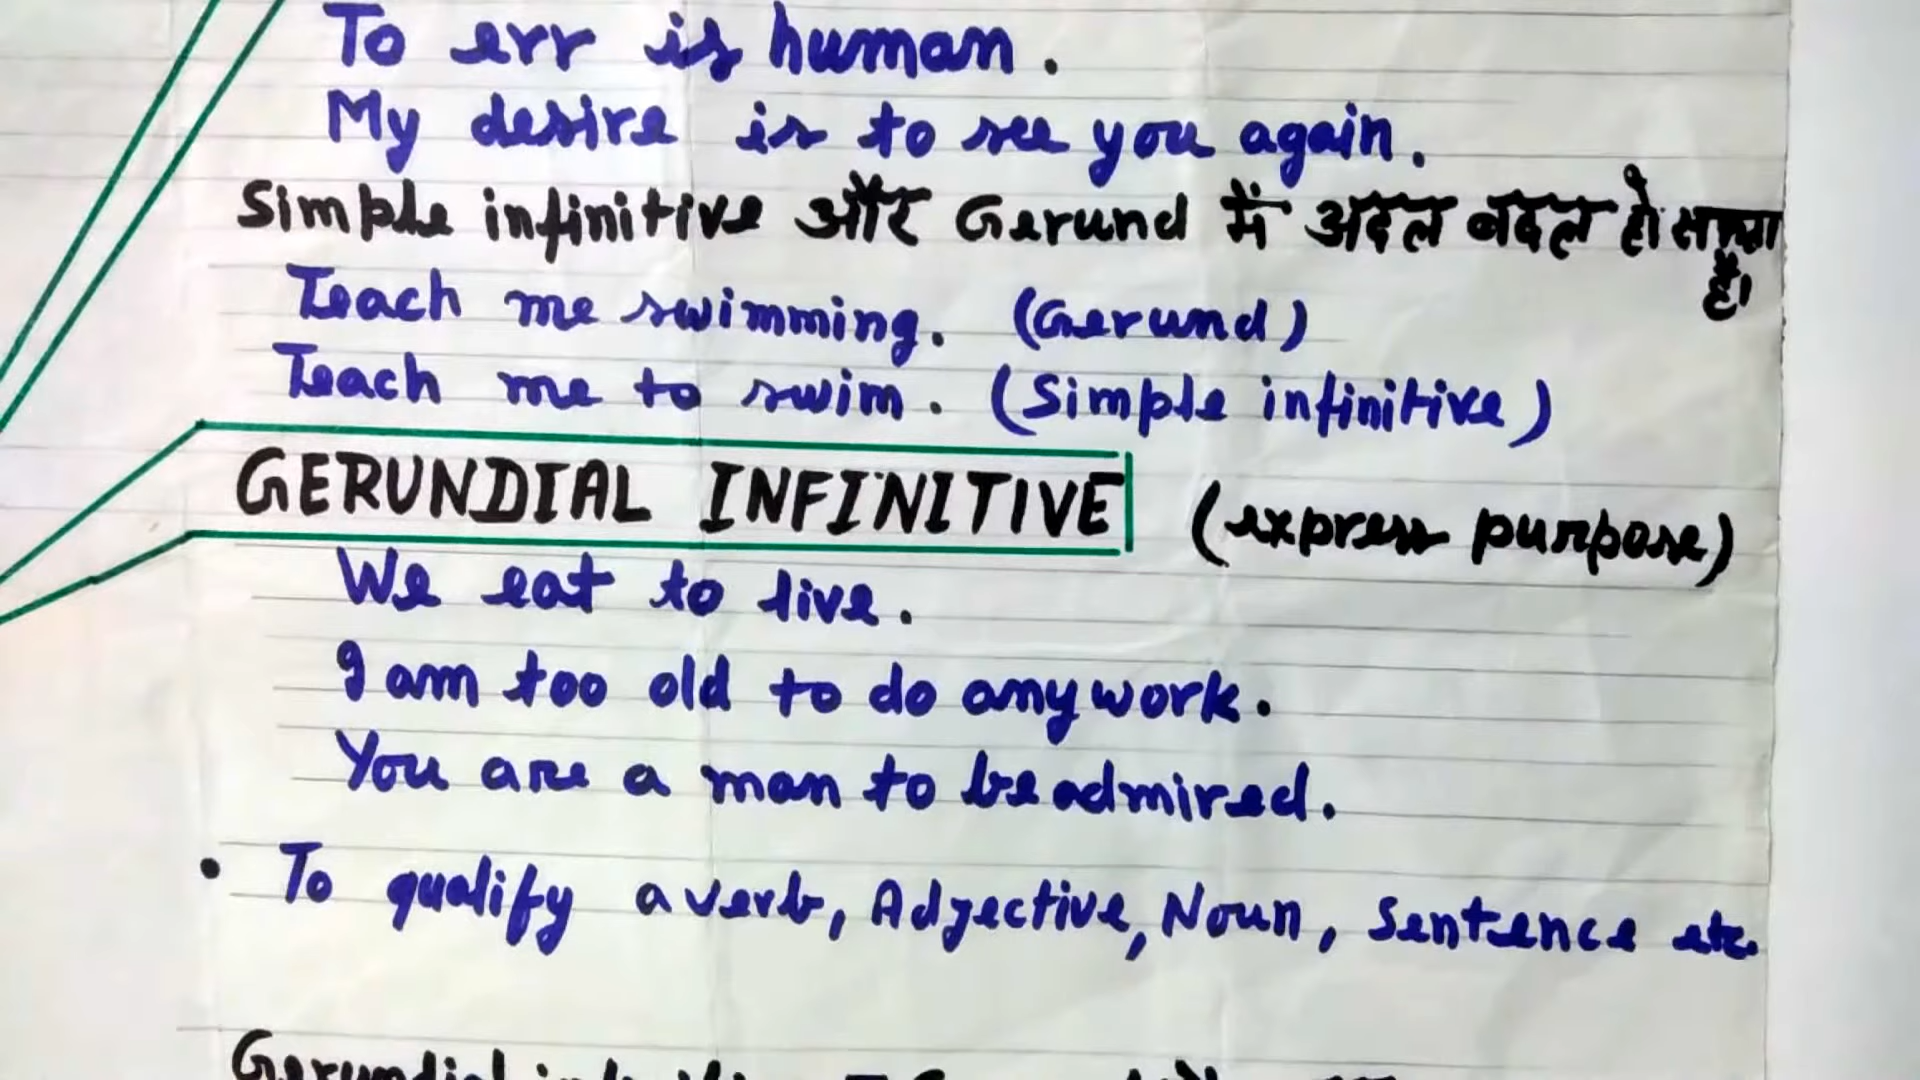 To err is human.
My desire is to see you again.
Simple infinitive और Gerund में अदल बदल हो सकता है।
Teach me swimming. (Gerund)
Teach me to swim. (Simple infinitive)
GERUNDIAL INFINITIVE (express purpose)
We eat to live.
I am too old to do any work.
You are a man to be admired.
• To qualify a verb, Adjective, Noun, Sentence etc.
Gerundial